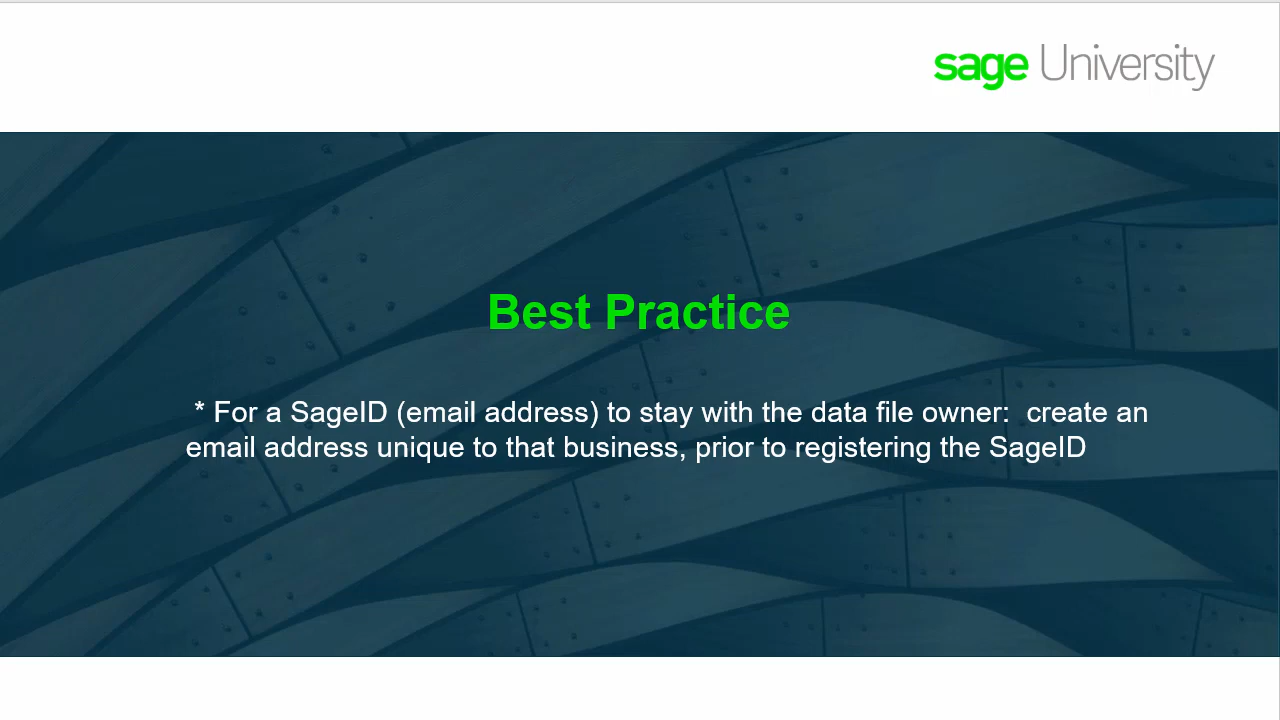 sage University
Best Practice
* For a SageID (email address) to stay with the data file owner:  create an
email address unique to that business, prior to registering the SageID